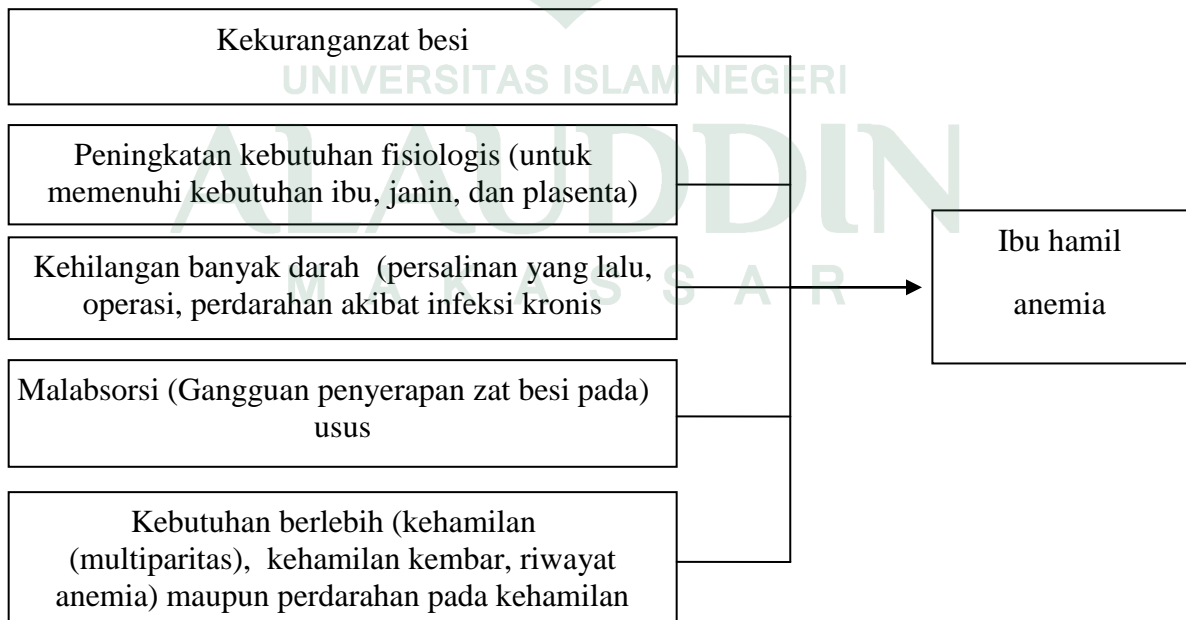 Kekuranganzat besi
UNIVERSITAS ISLAM NEGERI
ALAUDDIN
MAKASSAR
Peningkatan kebutuhan fisiologis (untuk
memenuhi kebutuhan ibu, janin, dan plasenta)
Kehilangan banyak darah (persalinan yang lalu,
operasi, perdarahan akibat infeksi kronis
Malabsorsi (Gangguan penyerapan zat besi pada)
usus
Kebutuhan berlebih (kehamilan
(multiparitas), kehamilan kembar, riwayat
anemia) maupun perdarahan pada kehamilan
Ibu hamil
anemia